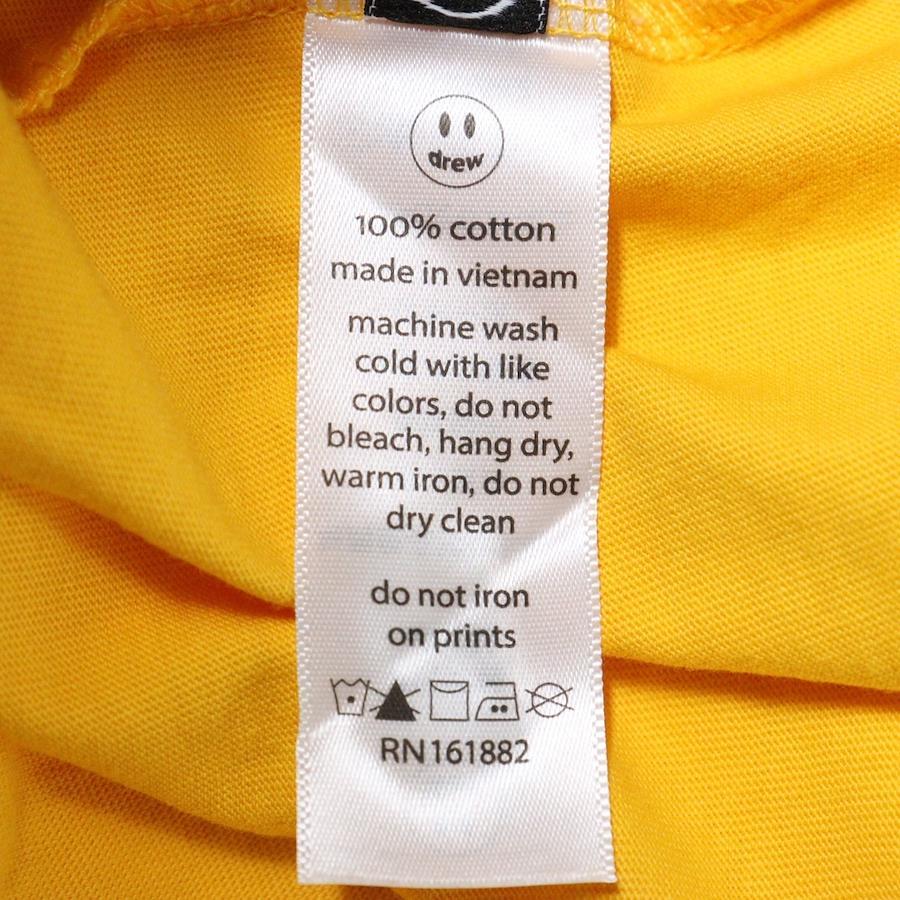 drew
100% cotton
made in vietnam
machine wash
cold with like
colors, do not
bleach, hang dry,
warm iron, do not
dry clean
do not iron
on prints
RN161882